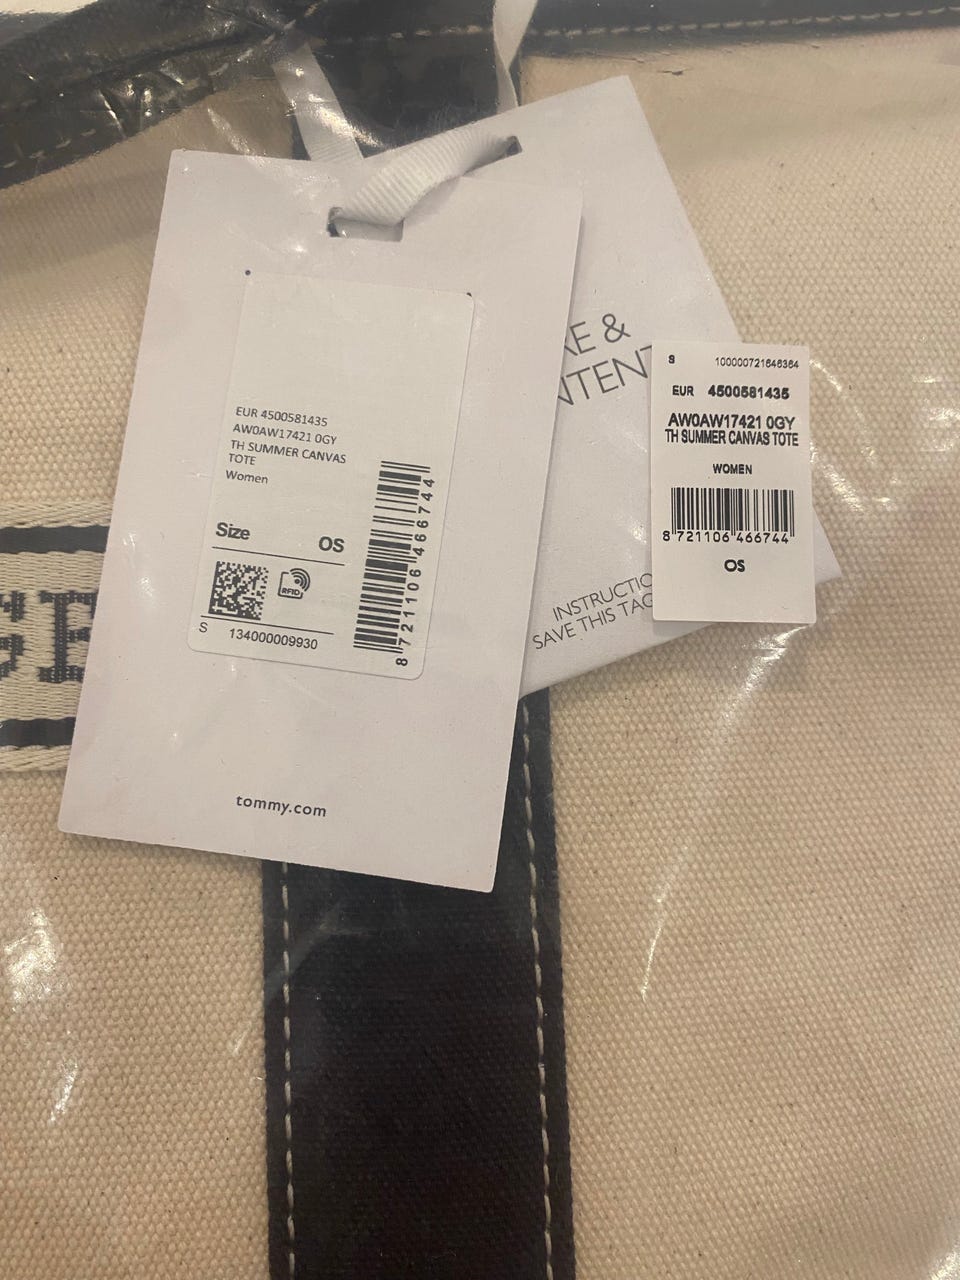 EUR 4500581435
AW0AW17421 0GY
TH SUMMER CANVAS
TOTE
Women
Size OS
RFID
S 134000009930
8 721106 466744
tommy.com
&
INSTRUCTIO
SAVE THIS TAG
S 100000721646364
EUR 4500581435
AW0AW17421 0GY
TH SUMMER CANVAS TOTE
WOMEN
8 721106 466744
OS